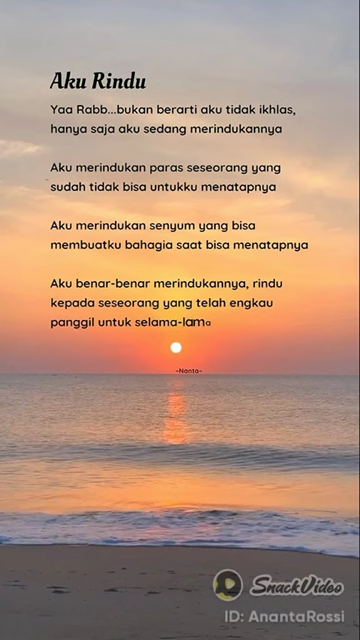 Aku Rindu
Yaa Rabb...bukan berarti aku tidak ikhlas,
hanya saja aku sedang merindukannya
Aku merindukan paras seseorang yang
sudah tidak bisa untukku menatapnya
Aku merindukan senyum yang bisa
membuatku bahagia saat bisa menatapnya
Aku benar-benar merindukannya, rindu
kepada seseorang yang telah engkau
panggil untuk selama-lama
~Nanta~
SnackVideo
ID: AnantaRossi